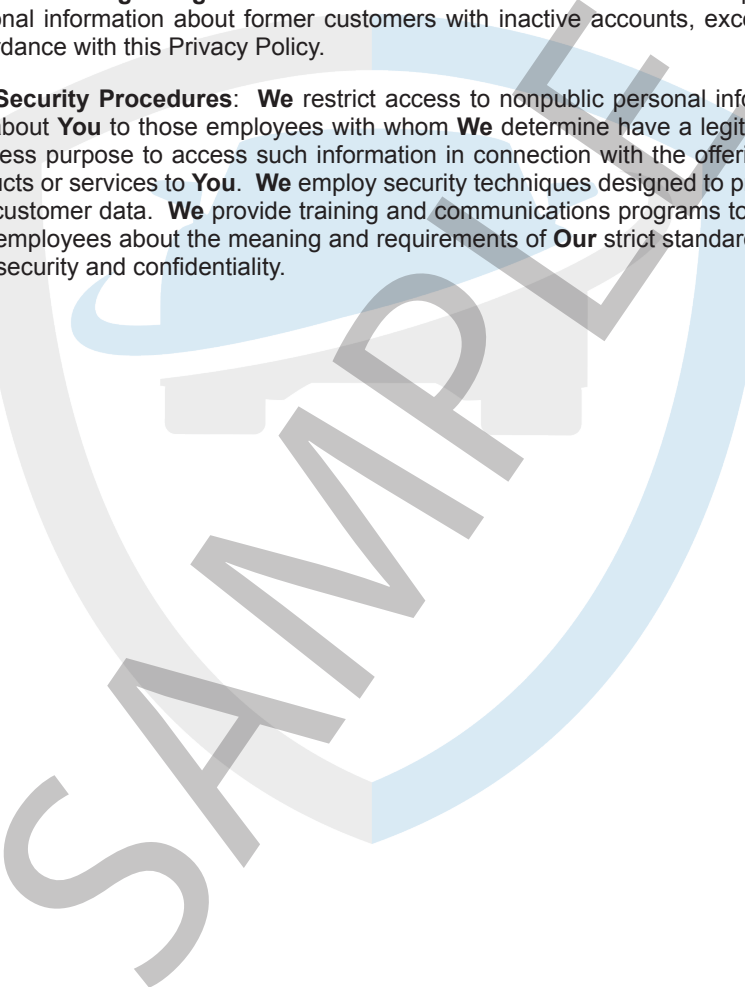 onal information about former customers with inactive accounts, exce
dance with this Privacy Policy.
Security Procedures: We restrict access to nonpublic personal info
about You to those employees with whom We determine have a legit
ess purpose to access such information in connection with the offeri
ucts or services to You. We employ security techniques designed to p
customer data. We provide training and communications programs to
employees about the meaning and requirements of Our strict standard
security and confidentiality.
SAMPLE